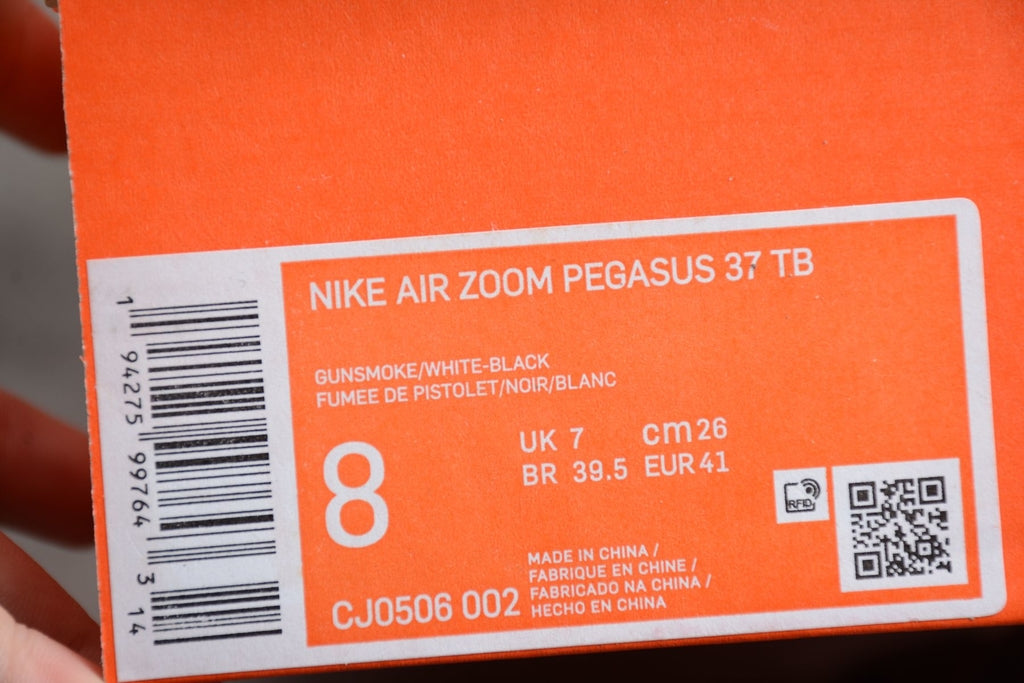 NIKE AIR ZOOM PEGASUS 37 TB
GUNSMOKE/WHITE-BLACK
FUMEE DE PISTOLET/NOIR/BLANC
8
UK 7 cm 26
BR 39.5 EUR 41
RFID
CJ0506 002
MADE IN CHINA /
FABRIQUE EN CHINE /
FABRICADO NA CHINA /
HECHO EN CHINA
1 94275 99764 3 14